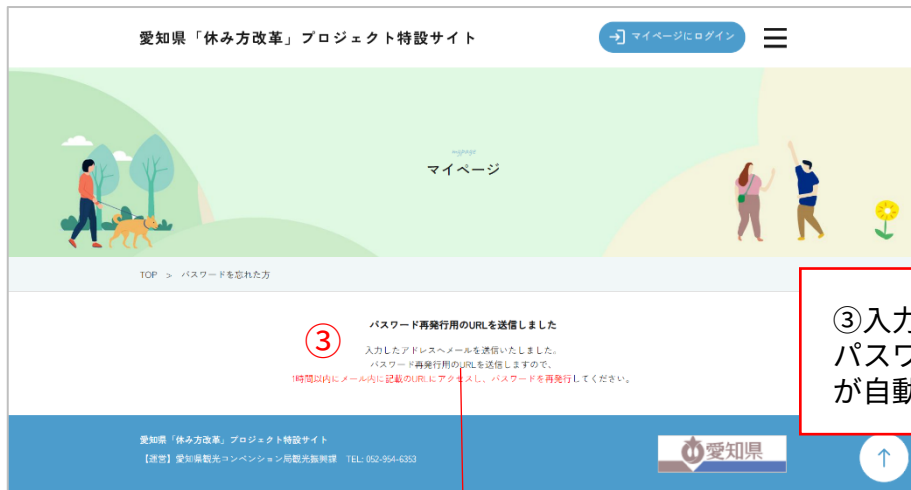 愛知県「休み方改革」プロジェクト特設サイト
マイページにログイン
mypage
マイページ
TOP > パスワードを忘れた方
③
パスワード再発行用のURLを送信しました
入力したアドレスへメールを送信いたしました。
パスワード再発行用のURLを送信しますので、
1時間以内にメール内に記載のURLにアクセスし、パスワードを再発行してください。
③入力
パスワ
が自動
愛知県「休み方改革」プロジェクト特設サイト
【運営】愛知県観光コンベンション局観光振興課 TEL: 052-954-6353
愛知県